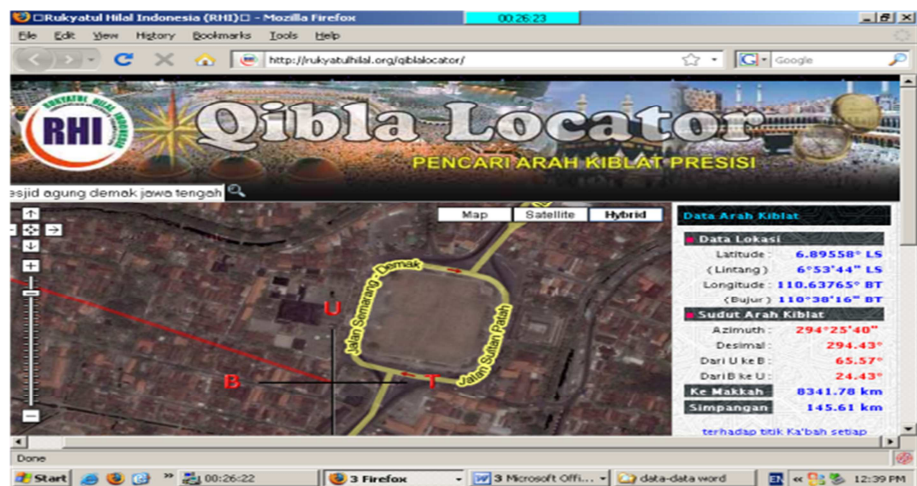 Rukyatul Hilal Indonesia (RHI) - Mozilla Firefox
00:26:23
File Edit View History Bookmarks Tools Help
http://rukyatulhilal.org/qiblalocator/
Google
RUKYATUL HILAL INDONESIA
RHI
Qibla Locator
PENCARI ARAH KIBLAT PRESISI
esjid agung demak jawa tengah
Map Satellite Hybrid
Data Arah Kiblat
Data Lokasi
Latitude : 6.89558° LS
(Lintang ) 6°53'44" LS
Longitude : 110.63765° BT
(Bujur) 110°38'16" BT
Sudut Arah Kiblat
Azimuth : 294°25'40"
Desimal : 294.43°
Dari U ke B : 65.57°
Dari B ke U : 24.43°
Ke Makkah 8341.78 km
Simpangan 145.61 km
terhadap titik Ka'bah setiap
Jalan Semarang - Demak
Jalan Sultan Patah
U
B
T
Done
Start
00:26:22
3 Firefox
3 Microsoft Offi...
data-data word
EN
12:39 PM